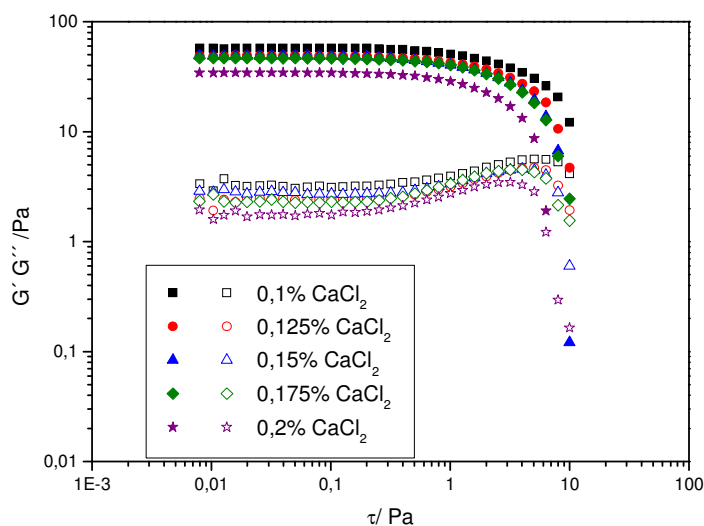 100
10
1
0,1
0,01
1E-3
0,01
0,1
1
10
100
G´ G´´ /Pa
τ/ Pa
0,1% CaCl₂
0,125% CaCl₂
0,15% CaCl₂
0,175% CaCl₂
0,2% CaCl₂